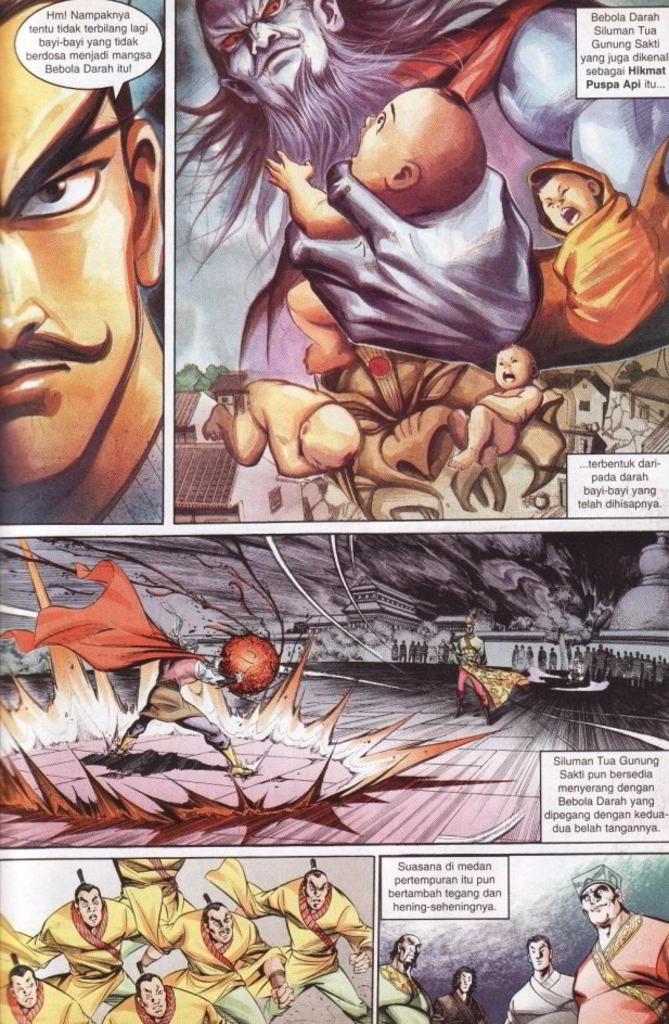 Hm! Nampaknya
tentu tidak terbilang lagi
bayi-bayi yang tidak
berdosa menjadi mangsa
Bebola Darah itu!
Bebola Darah
Siluman Tua
Gunung Sakti
yang juga dikenal
sebagai Hikmat
Puspa Api itu...
...terbentuk dari-
pada darah
bayi-bayi yang
telah dihisapnya.
Siluman Tua Gunung
Sakti pun bersedia
menyerang dengan
Bebola Darah yang
dipegang dengan kedua-
dua belah tangannya.
Suasana di medan
pertempuran itu pun
bertambah tegang dan
hening-seheningnya.